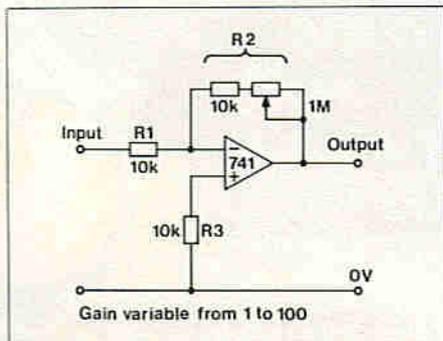 R2
10k
1M
Input
R1
10k
−
741
+
Output
10k
R3
0V
Gain variable from 1 to 100